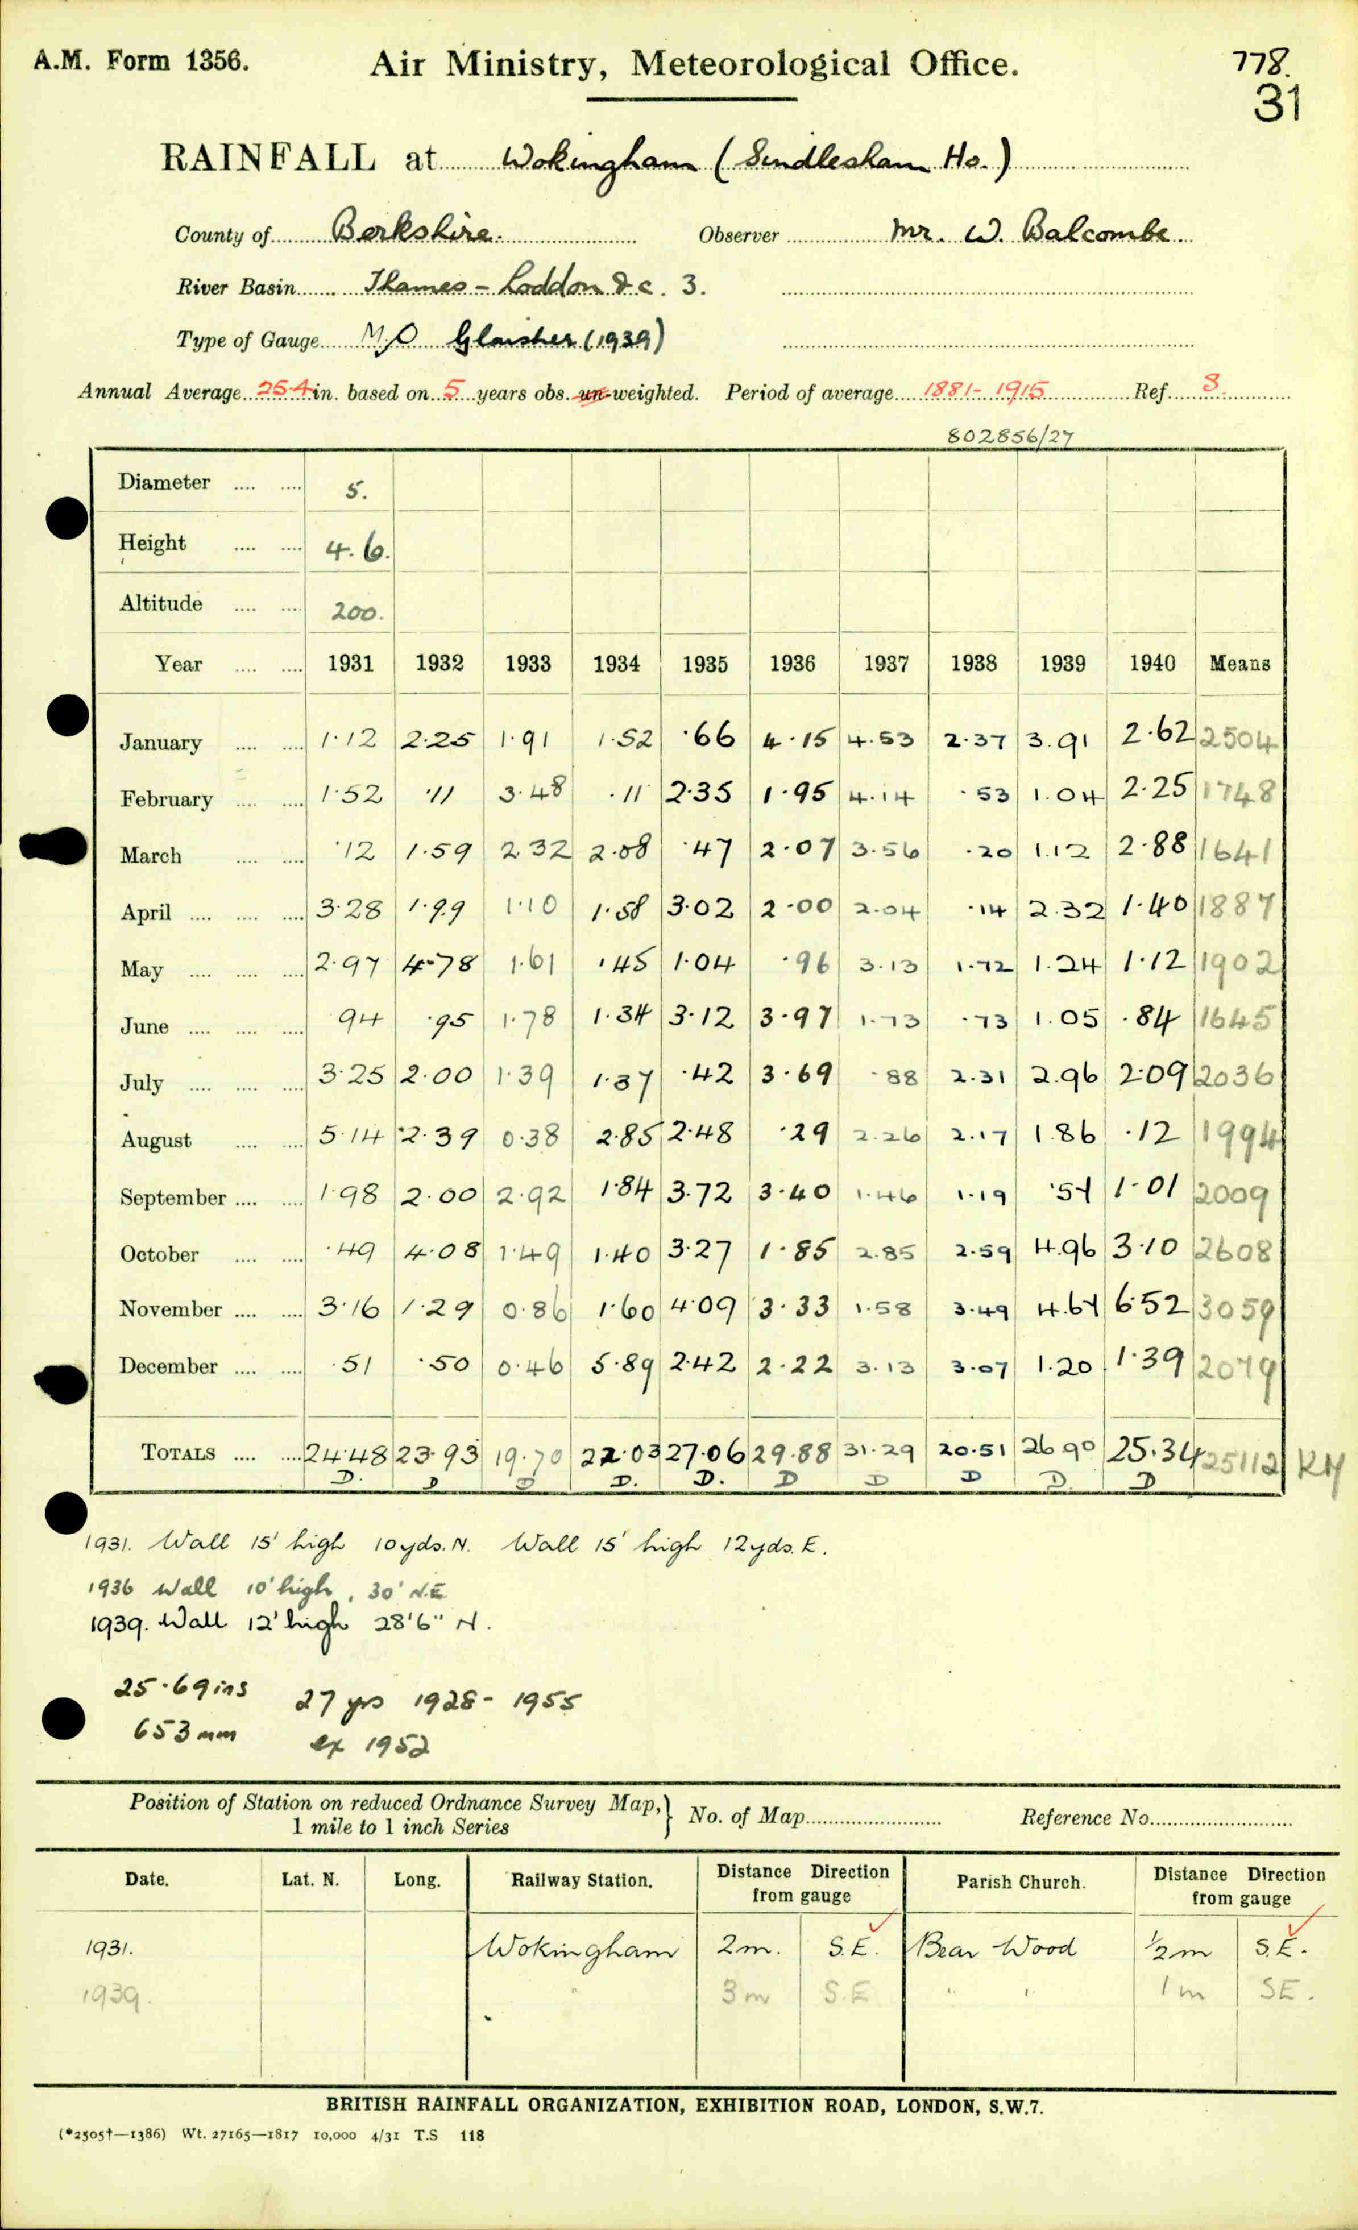 A.M. Form 1356.
Air Ministry, Meteorological Office.
778.
31
RAINFALL at Wokingham (Sindlesham Ho.)
County of Berkshire. Observer Mr. W. Balcombe
River Basin Thames - Loddon &c. 3.
Type of Gauge M.O Glaisher (1939)
Annual Average 25.4 in. based on 5 years obs. un-weighted. Period of average 1881-1915 Ref. S
802856/27
Diameter .... .... 5.
Height .... .... 4.6.
Altitude .... .... 200.
Year .... .... 1931 1932 1933 1934 1935 1936 1937 1938 1939 1940 Means
January .... .... 1.12 2.25 1.91 1.52 .66 4.15 4.53 2.37 3.91 2.62 2504
February .... .... 1.52 .11 3.48 .11 2.35 1.95 4.14 .53 1.04 2.25 1748
March .... .... .12 1.59 2.32 2.08 .47 2.07 3.56 .20 1.12 2.88 1641
April .... .... .... 3.28 1.99 1.10 1.58 3.02 2.00 2.04 .14 2.32 1.40 1887
May .... .... .... 2.97 4.78 1.61 .45 1.04 .96 3.13 1.72 1.24 1.12 1902
June .... .... .... 94 .95 1.78 1.34 3.12 3.97 1.73 .73 1.05 .84 1645
July .... .... .... 3.25 2.00 1.39 1.37 .42 3.69 .88 2.31 2.96 2.09 2036
August .... .... 5.14 2.39 0.38 2.85 2.48 .29 2.26 2.17 1.86 .12 1994
September .... .... 1.98 2.00 2.92 1.84 3.72 3.40 1.46 1.19 .57 1.01 2009
October .... .... .49 4.08 1.49 1.40 3.27 1.85 2.85 2.59 4.96 3.10 2608
November .... .... 3.16 1.29 0.86 1.60 4.09 3.33 1.58 3.49 4.67 6.52 3059
December .... .... .51 .50 0.46 5.89 2.42 2.22 3.13 3.07 1.20 1.39 2079
TOTALS .... .... 24.48 23.93 19.70 22.03 27.06 29.88 31.29 20.51 26.90 25.34 25112 KM
D. D D D. D. D D D D. D
1931. Wall 15' high 10yds. N. Wall 15' high 12yds. E.
1936 Wall 10' high, 30' N.E
1939. Wall 12' high 28'6" N.
25.69 ins 27 yrs 1928 - 1955
653 mm ex 1952
Position of Station on reduced Ordnance Survey Map, 1 mile to 1 inch Series } No. of Map Reference No.
Date. Lat. N. Long. Railway Station. Distance Direction from gauge Parish Church. Distance Direction from gauge
1931. Wokingham 2m. S.E. Bear Wood ½m S.E.
1939. " 3m S.E " " 1m SE.
BRITISH RAINFALL ORGANIZATION, EXHIBITION ROAD, LONDON, S.W.7.
(*2505†—1386) Wt. 27165—1817 10,000 4/31 T.S 118